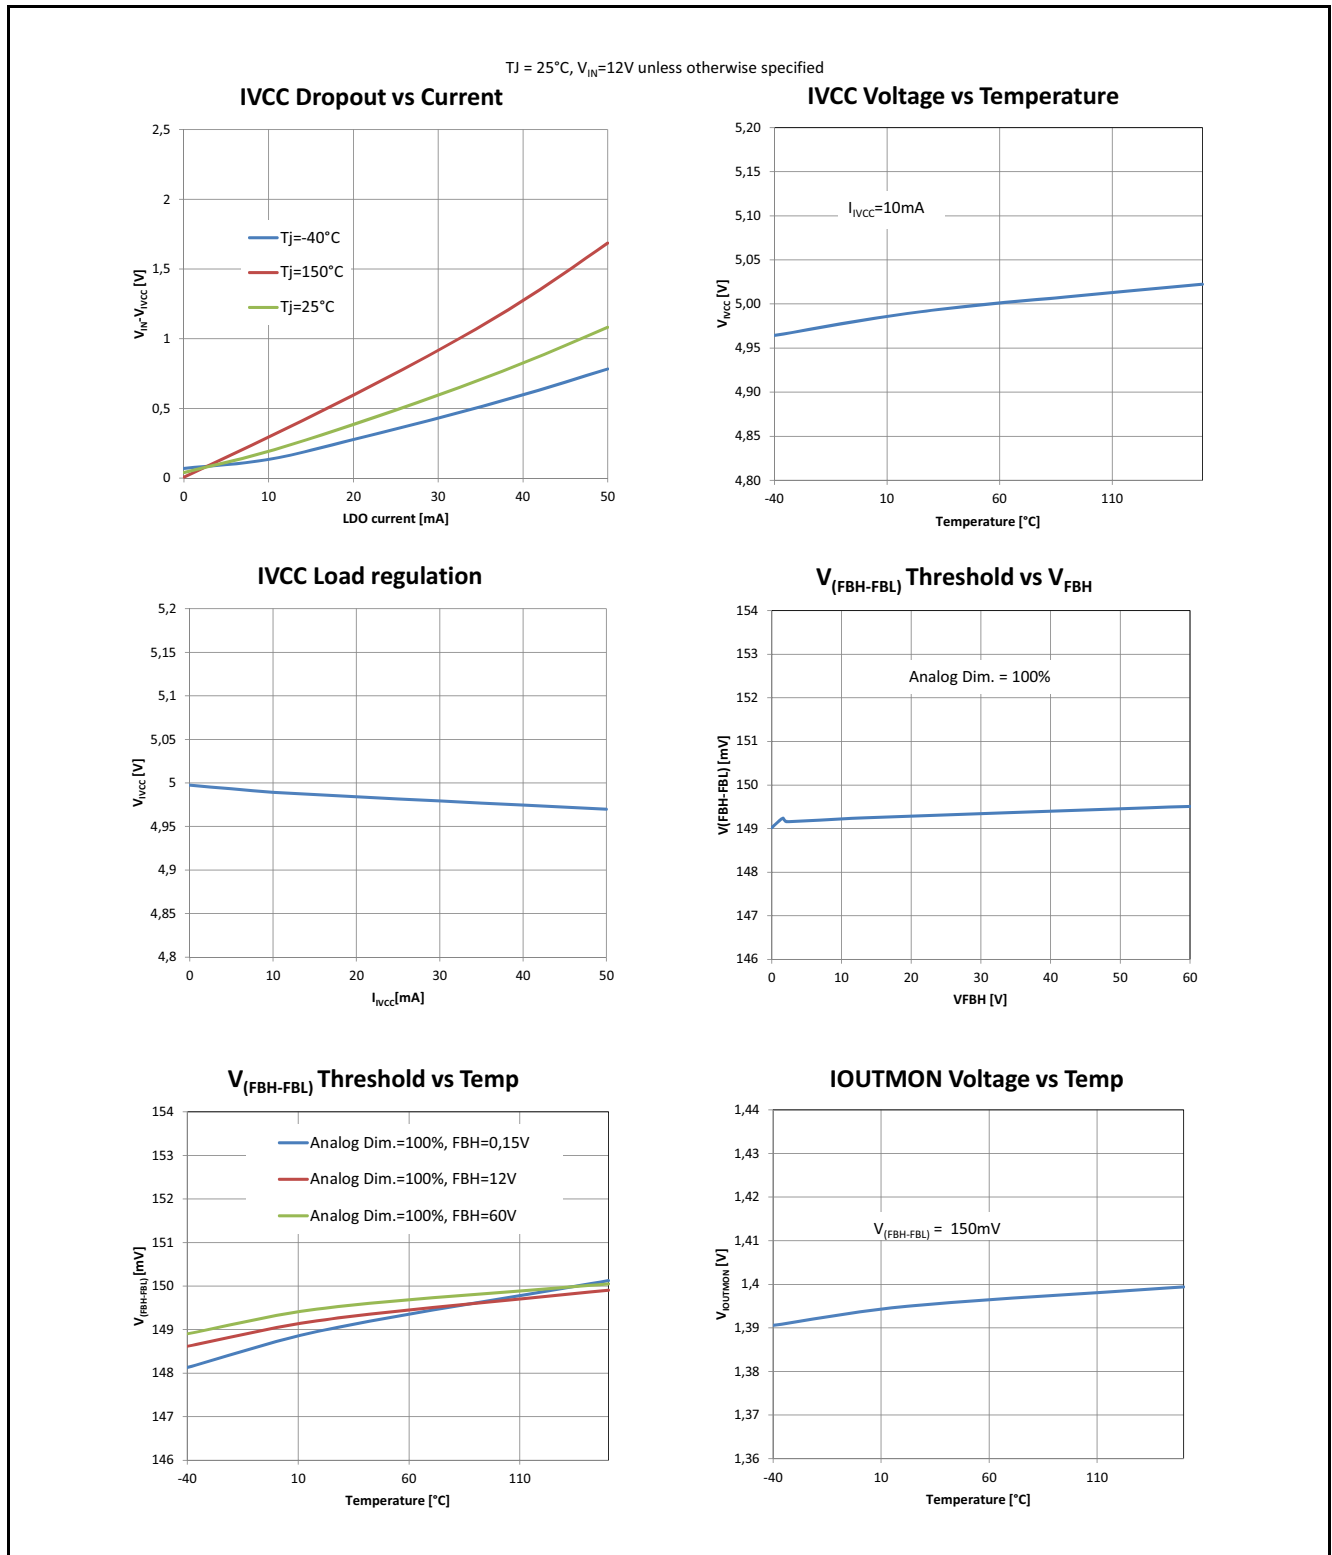 TJ = 25°C, VIN=12V unless otherwise specified
IVCC Dropout vs Current
2,5
2
1,5
1
0,5
0
VIN-VIVCC [V]
Tj=-40°C
Tj=150°C
Tj=25°C
0 10 20 30 40 50
LDO current [mA]
IVCC Voltage vs Temperature
5,20
5,15
5,10
5,05
5,00
4,95
4,90
4,85
4,80
VIVCC [V]
IIVCC=10mA
-40 10 60 110
Temperature [°C]
IVCC Load regulation
5,2
5,15
5,1
5,05
5
4,95
4,9
4,85
4,8
VIVCC [V]
0 10 20 30 40 50
IIVCC[mA]
V(FBH-FBL) Threshold vs VFBH
154
153
152
151
150
149
148
147
146
V(FBH-FBL) [mV]
Analog Dim. = 100%
0 10 20 30 40 50 60
VFBH [V]
V(FBH-FBL) Threshold vs Temp
154
153
152
151
150
149
148
147
146
V(FBH-FBL) [mV]
Analog Dim.=100%, FBH=0,15V
Analog Dim.=100%, FBH=12V
Analog Dim.=100%, FBH=60V
-40 10 60 110
Temperature [°C]
IOUTMON Voltage vs Temp
1,44
1,43
1,42
1,41
1,4
1,39
1,38
1,37
1,36
VIOUTMON [V]
V(FBH-FBL) = 150mV
-40 10 60 110
Temperature [°C]